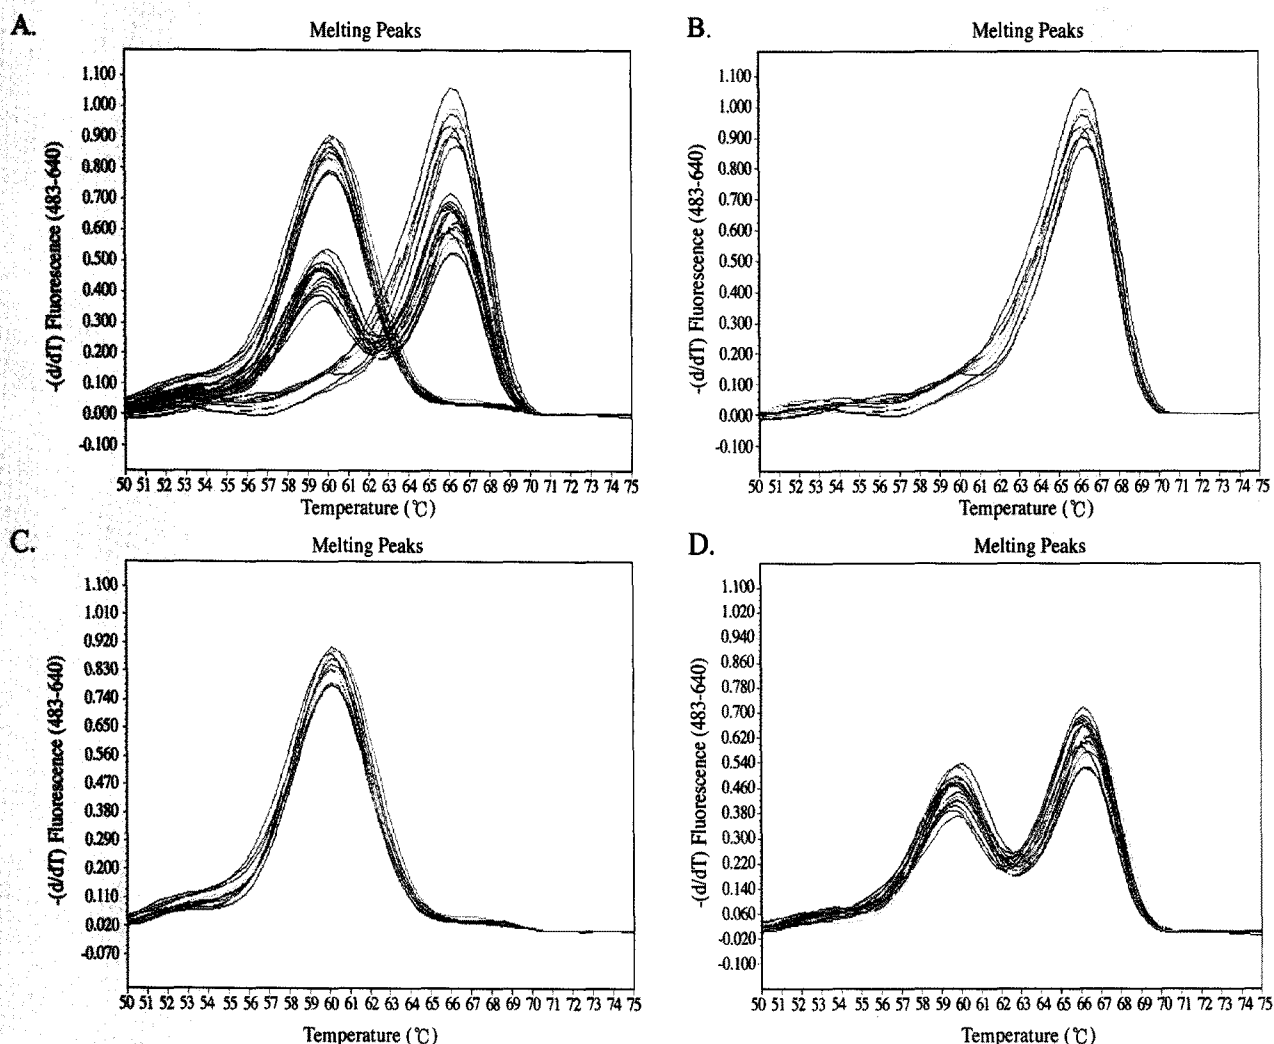 A.
Melting Peaks
-(d/dT) Fluorescence (483-640)
1.100
1.000
0.900
0.800
0.700
0.600
0.500
0.400
0.300
0.200
0.100
0.000
-0.100
50 51 52 53 54 55 56 57 58 59 60 61 62 63 64 65 66 67 68 69 70 71 72 73 74 75
Temperature (℃)
B.
Melting Peaks
-(d/dT) Fluorescence (483-640)
1.100
1.000
0.900
0.800
0.700
0.600
0.500
0.400
0.300
0.200
0.100
0.000
-0.100
50 51 52 53 54 55 56 57 58 59 60 61 62 63 64 65 66 67 68 69 70 71 72 73 74 75
Temperature (℃)
C.
Melting Peaks
-(d/dT) Fluorescence (483-640)
1.100
1.010
0.920
0.830
0.740
0.650
0.560
0.470
0.380
0.290
0.200
0.110
0.020
-0.070
50 51 52 53 54 55 56 57 58 59 60 61 62 63 64 65 66 67 68 69 70 71 72 73 74 75
Temperature (℃)
D.
Melting Peaks
-(d/dT) Fluorescence (483-640)
1.100
1.020
0.940
0.860
0.780
0.700
0.620
0.540
0.460
0.380
0.300
0.220
0.140
0.060
-0.020
-0.100
50 51 52 53 54 55 56 57 58 59 60 61 62 63 64 65 66 67 68 69 70 71 72 73 74 75
Temperature (℃)